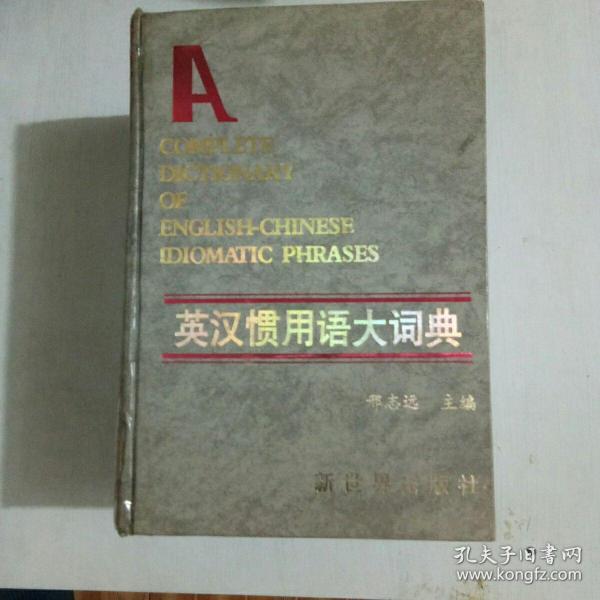 A
COMPLETE
DICTIONARY
OF
ENGLISH-CHINESE
IDIOMATIC PHRASES
英汉惯用语大词典
邢志远 主编
新世界出版社
孔夫子旧书网
www.kongfz.com